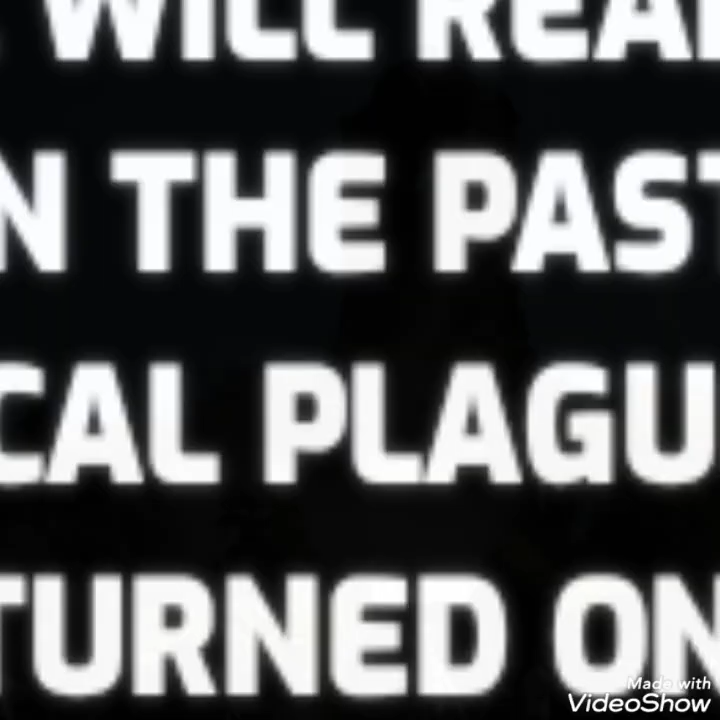 WILL REA
N THE PAST
CAL PLAGU
TURNED ON
Made with
VideoShow